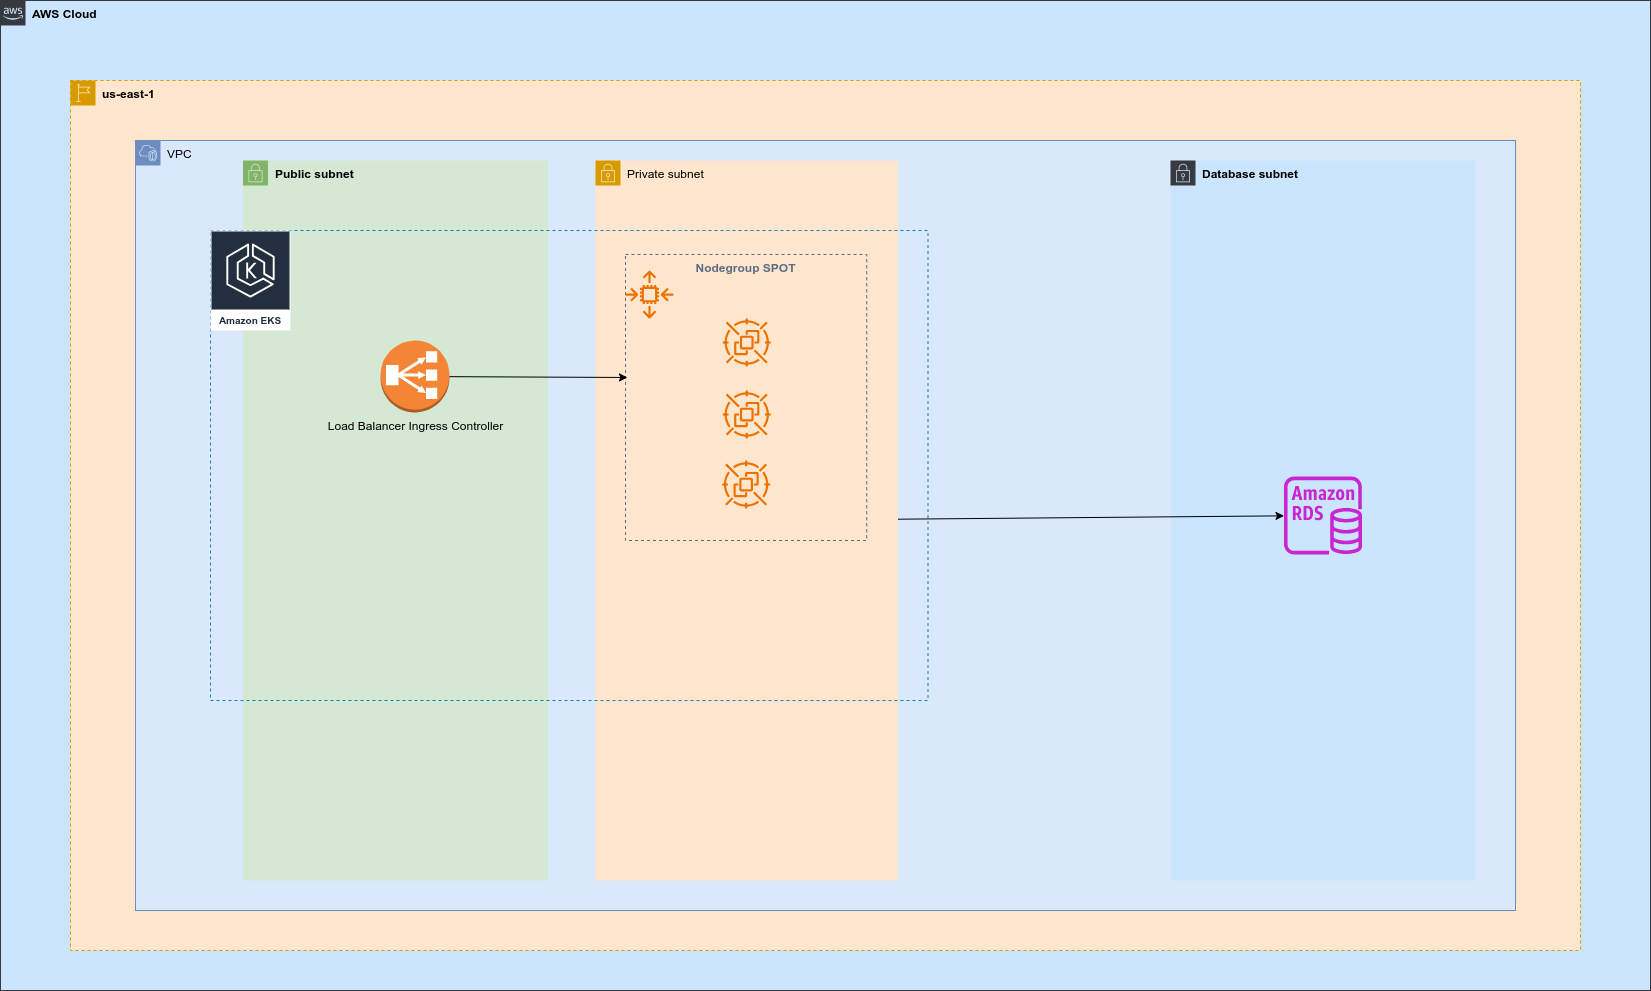 aws
AWS Cloud
us-east-1
VPC
Public subnet
Private subnet
Database subnet
K
Amazon EKS
Nodegroup SPOT
Load Balancer Ingress Controller
Amazon
RDS